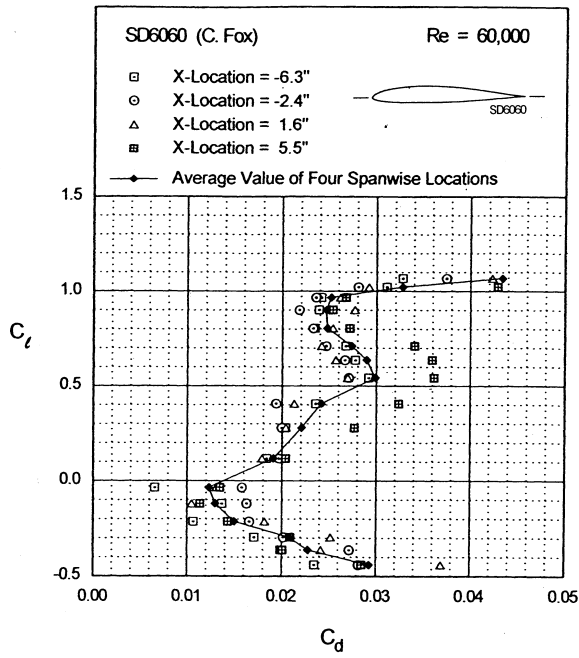 SD6060 (C. Fox) Re = 60,000
X-Location = -6.3"
X-Location = -2.4"
X-Location = 1.6"
X-Location = 5.5"
SD6060
Average Value of Four Spanwise Locations
1.5
1.0
C_ℓ
0.5
0.0
-0.5
0.00 0.01 0.02 0.03 0.04 0.05
C_d